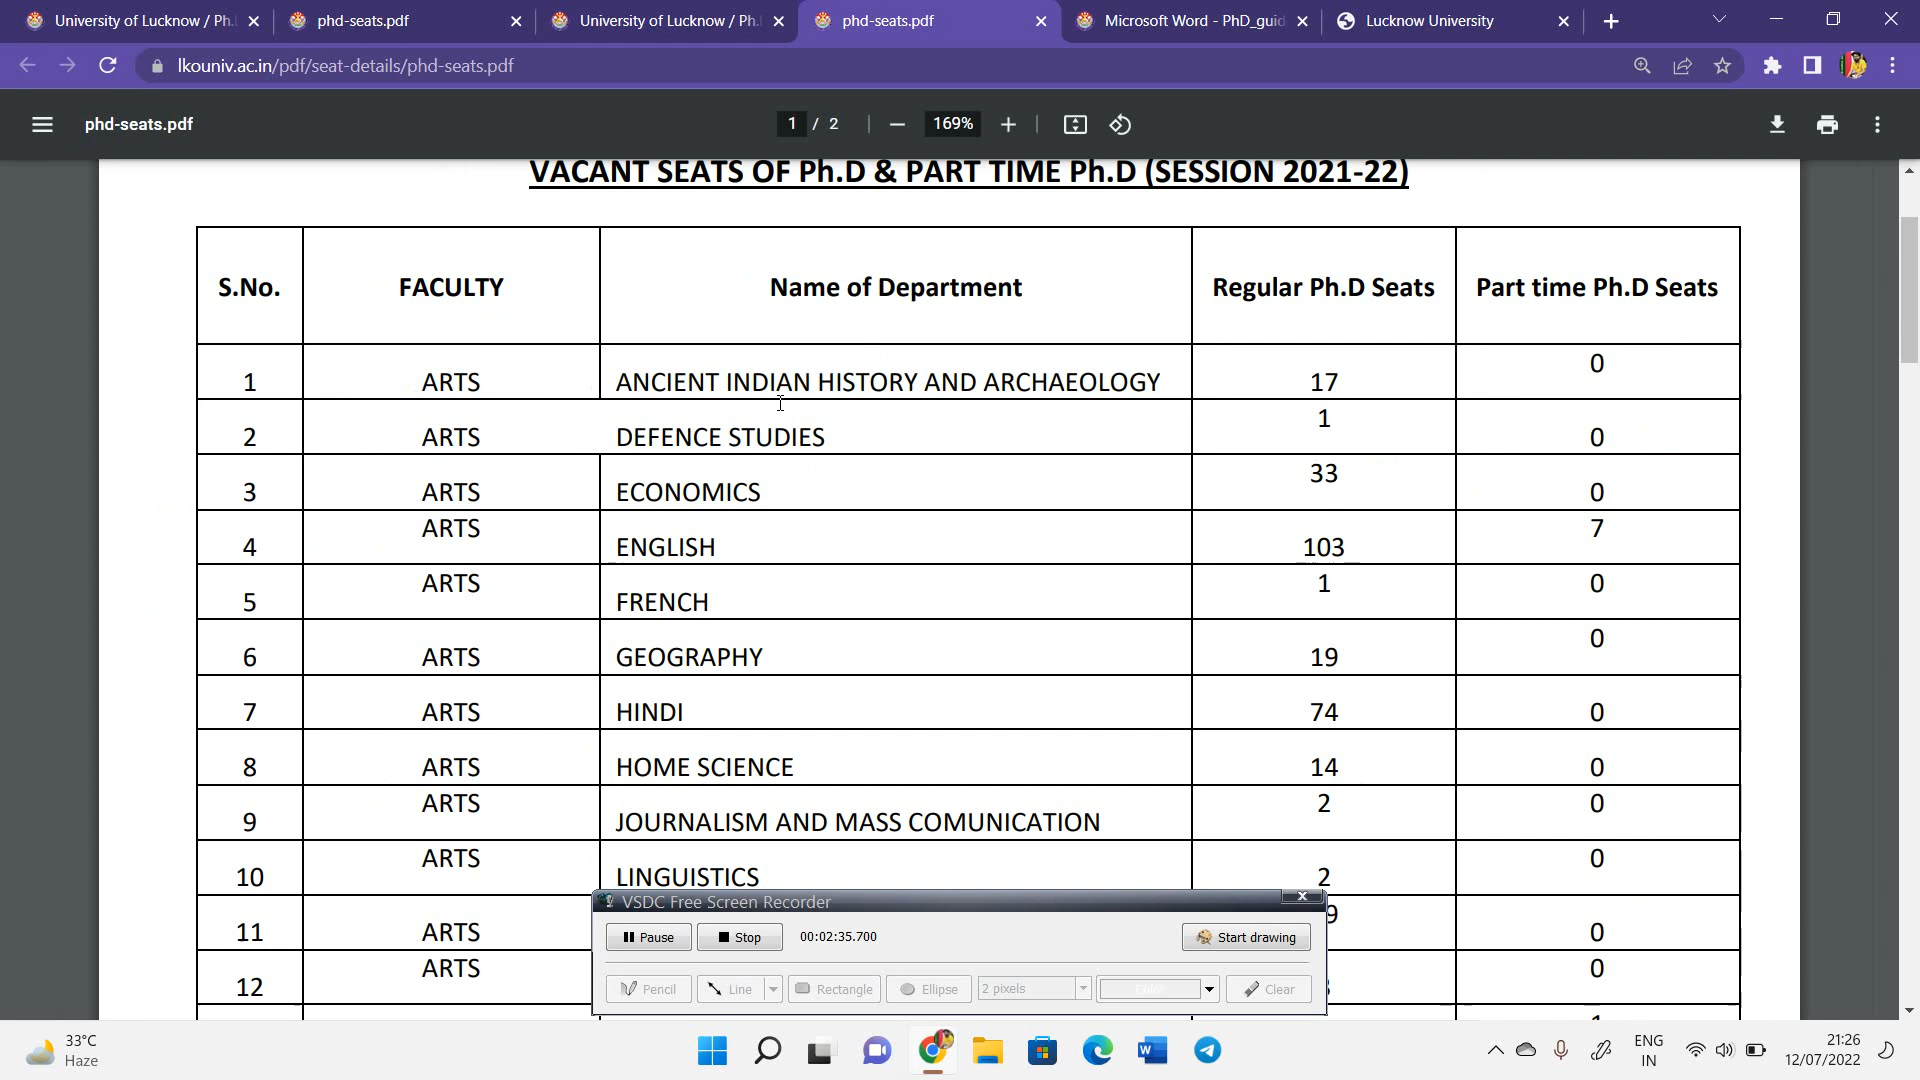 University of Lucknow / Ph. phd-seats.pdf University of Lucknow / Ph. phd-seats.pdf Microsoft Word - PhD_guid Lucknow University
lkouniv.ac.in/pdf/seat-details/phd-seats.pdf
phd-seats.pdf 1 / 2 169%
VACANT SEATS OF Ph.D & PART TIME Ph.D (SESSION 2021-22)
S.No. FACULTY Name of Department Regular Ph.D Seats Part time Ph.D Seats
1 ARTS ANCIENT INDIAN HISTORY AND ARCHAEOLOGY 17 0
2 ARTS DEFENCE STUDIES 1 0
3 ARTS ECONOMICS 33 0
4 ARTS ENGLISH 103 7
5 ARTS FRENCH 1 0
6 ARTS GEOGRAPHY 19 0
7 ARTS HINDI 74 0
8 ARTS HOME SCIENCE 14 0
9 ARTS JOURNALISM AND MASS COMUNICATION 2 0
10 ARTS LINGUISTICS 2 0
11 ARTS 9 0
12 ARTS 0
VSDC Free Screen Recorder
Pause Stop 00:02:35.700 Start drawing
Pencil Line Rectangle Ellipse 2 pixels Color Clear
33°C
Haze
ENG
IN
21:26
12/07/2022